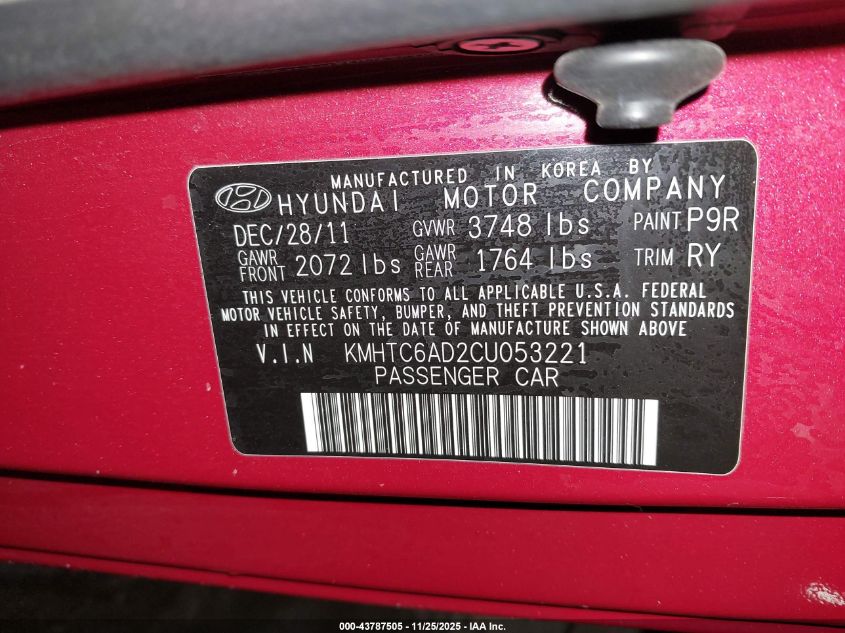 MANUFACTURED IN KOREA BY
HYUNDAI MOTOR COMPANY
DEC/28/11 GVWR 3748 lbs PAINT P9R
GAWR FRONT 2072 lbs GAWR REAR 1764 lbs TRIM RY
THIS VEHICLE CONFORMS TO ALL APPLICABLE U.S.A. FEDERAL
MOTOR VEHICLE SAFETY, BUMPER, AND THEFT PREVENTION STANDARDS
IN EFFECT ON THE DATE OF MANUFACTURE SHOWN ABOVE
V.I.N KMHTC6AD2CU053221
PASSENGER CAR
000-43787505 - 11/25/2025 - IAA Inc.